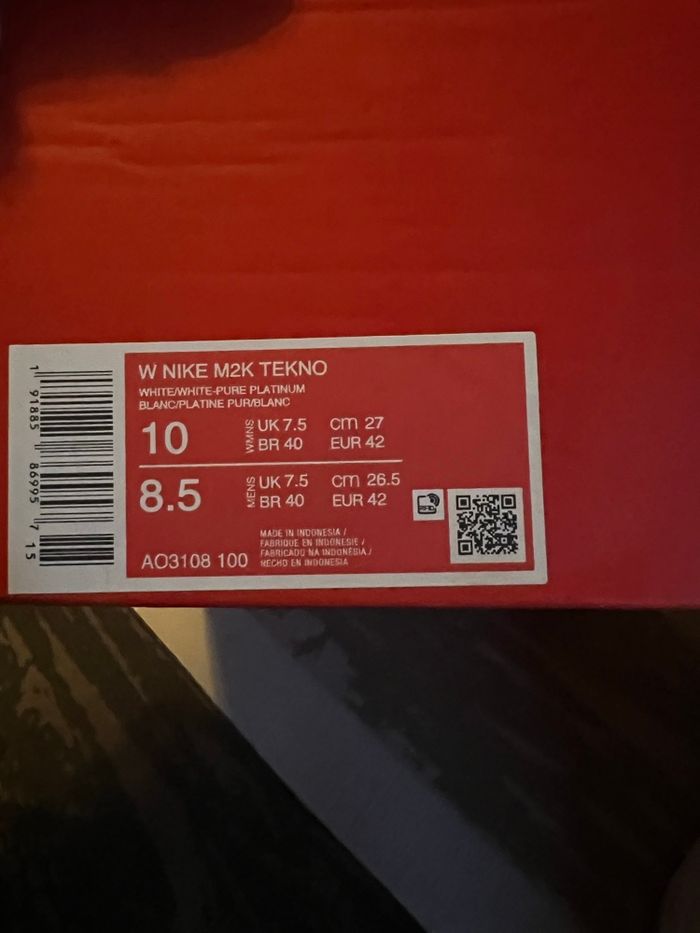 W NIKE M2K TEKNO
WHITE/WHITE-PURE PLATINUM
BLANC/PLATINE PUR/BLANC
10 WMNS UK 7.5 cm 27
BR 40 EUR 42
8.5 MENS UK 7.5 cm 26.5
BR 40 EUR 42
MADE IN INDONESIA /
FABRIQUE EN INDONESIE /
FABRICADO NA INDONÉSIA /
HECHO EN INDONESIA
AO3108 100
1 91885 86995 7 15